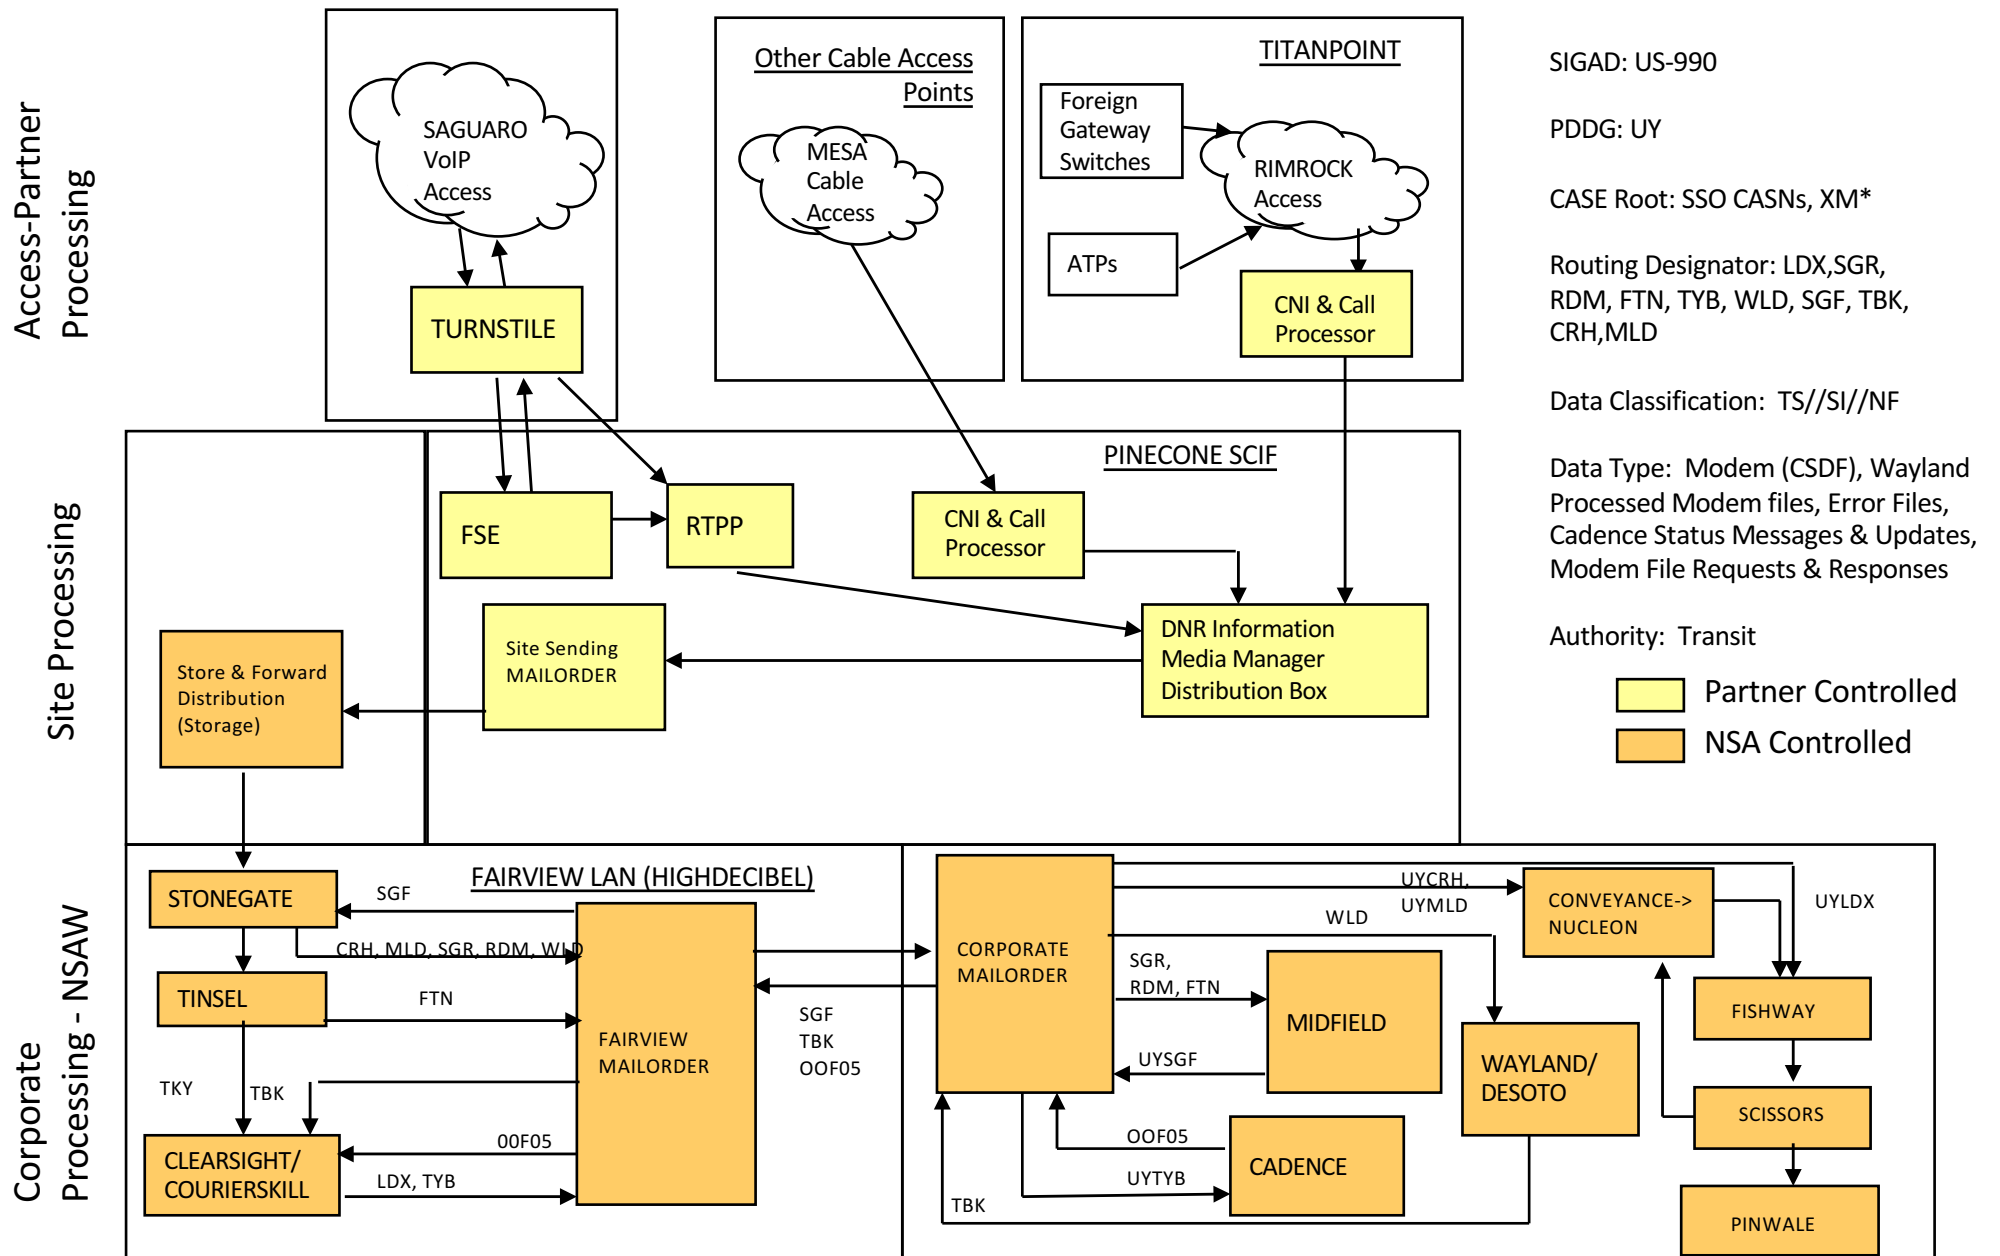 Access-Partner
Processing
Site Processing
Corporate
Processing - NSAW
SAGUARO
VoIP
Access
TURNSTILE
Other Cable Access
Points
MESA
Cable
Access
TITANPOINT
Foreign
Gateway
Switches
RIMROCK
Access
ATPs
CNI & Call
Processor
SIGAD: US-990
PDDG: UY
CASE Root: SSO CASNs, XM*
Routing Designator: LDX,SGR,
RDM, FTN, TYB, WLD, SGF, TBK,
CRH,MLD
Data Classification: TS//SI//NF
Data Type: Modem (CSDF), Wayland
Processed Modem files, Error Files,
Cadence Status Messages & Updates,
Modem File Requests & Responses
Authority: Transit
Partner Controlled
NSA Controlled
PINECONE SCIF
FSE
RTPP
CNI & Call
Processor
Site Sending
MAILORDER
DNR Information
Media Manager
Distribution Box
Store & Forward
Distribution
(Storage)
FAIRVIEW LAN (HIGHDECIBEL)
STONEGATE
SGF
CRH, MLD, SGR, RDM, WLD
TINSEL
FTN
FAIRVIEW
MAILORDER
TKY
TBK
00F05
CLEARSIGHT/
COURIERSKILL
LDX, TYB
SGF
TBK
OOF05
CORPORATE
MAILORDER
UYCRH,
UYMLD
WLD
CONVEYANCE->
NUCLEON
UYLDX
SGR,
RDM, FTN
MIDFIELD
UYSGF
WAYLAND/
DESOTO
FISHWAY
SCISSORS
PINWALE
OOF05
CADENCE
UYTYB
TBK